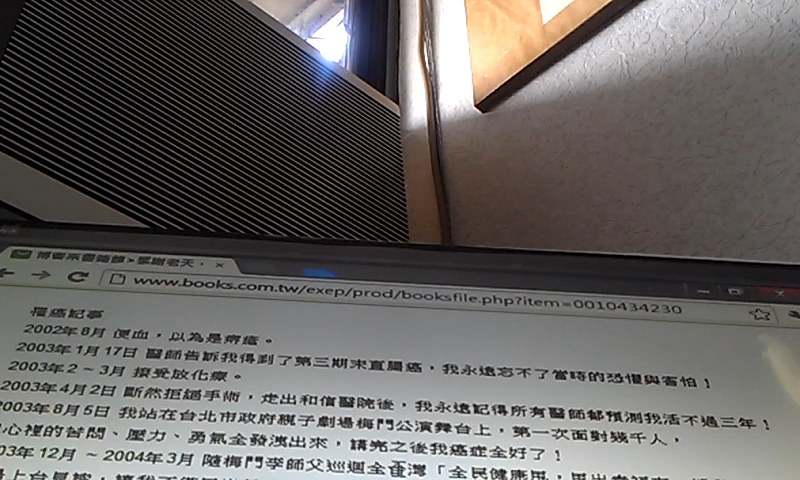 博客來書籍館>感謝老天，
www.books.com.tw/exep/prod/booksfile.php?item=0010434230
罹癌記事
2002年8月 便血，以為是痔瘡。
2003年1月17日 醫師告訴我得到了第三期末直腸癌，我永遠忘不了當時的恐懼與害怕！
2003年2 ~ 3月 接受放化療。
2003年4月2日 斷然拒絕手術，走出和信醫院後，我永遠記得所有醫師都預測我活不過三年！
2003年8月5日 我站在台北市政府親子劇場梅門公演舞台上，第一次面對幾千人，
心裡的苦悶、壓力、勇氣全發洩出來，講完之後我癌症全好了！
03年12月 ~ 2004年3月 隨梅門李師父巡迴全臺灣「全民健康甩，